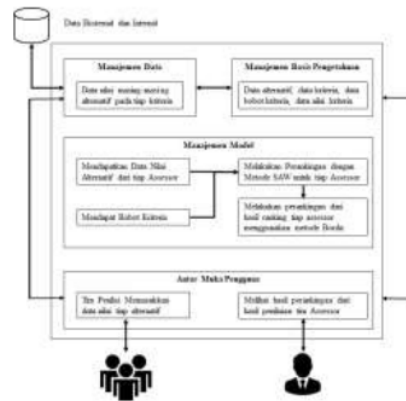 Data Eksternal dan Internal
Manajemen Data
Data nilai masing-masing
alternatif pada tiap kriteria
Manajemen Basis Pengetahuan
Data alternatif, data kriteria, data
bobot kriteria, data nilai kriteria
Manajemen Model
Mendapatkan Data Nilai
Alternatif dari tiap Assessor
Mendapat Bobot Kriteria
Melakukan Perankingan dengan
Metode SAW untuk tiap Assessor
Melakukan perankingan dari
hasil ranking tiap assessor
menggunakan metode Borda
Antar Muka Pengguna
Tim Penilai Memasukkan
data nilai tiap alternatif
Melihat hasil perankingan dari
hasil penilaian tim Assessor